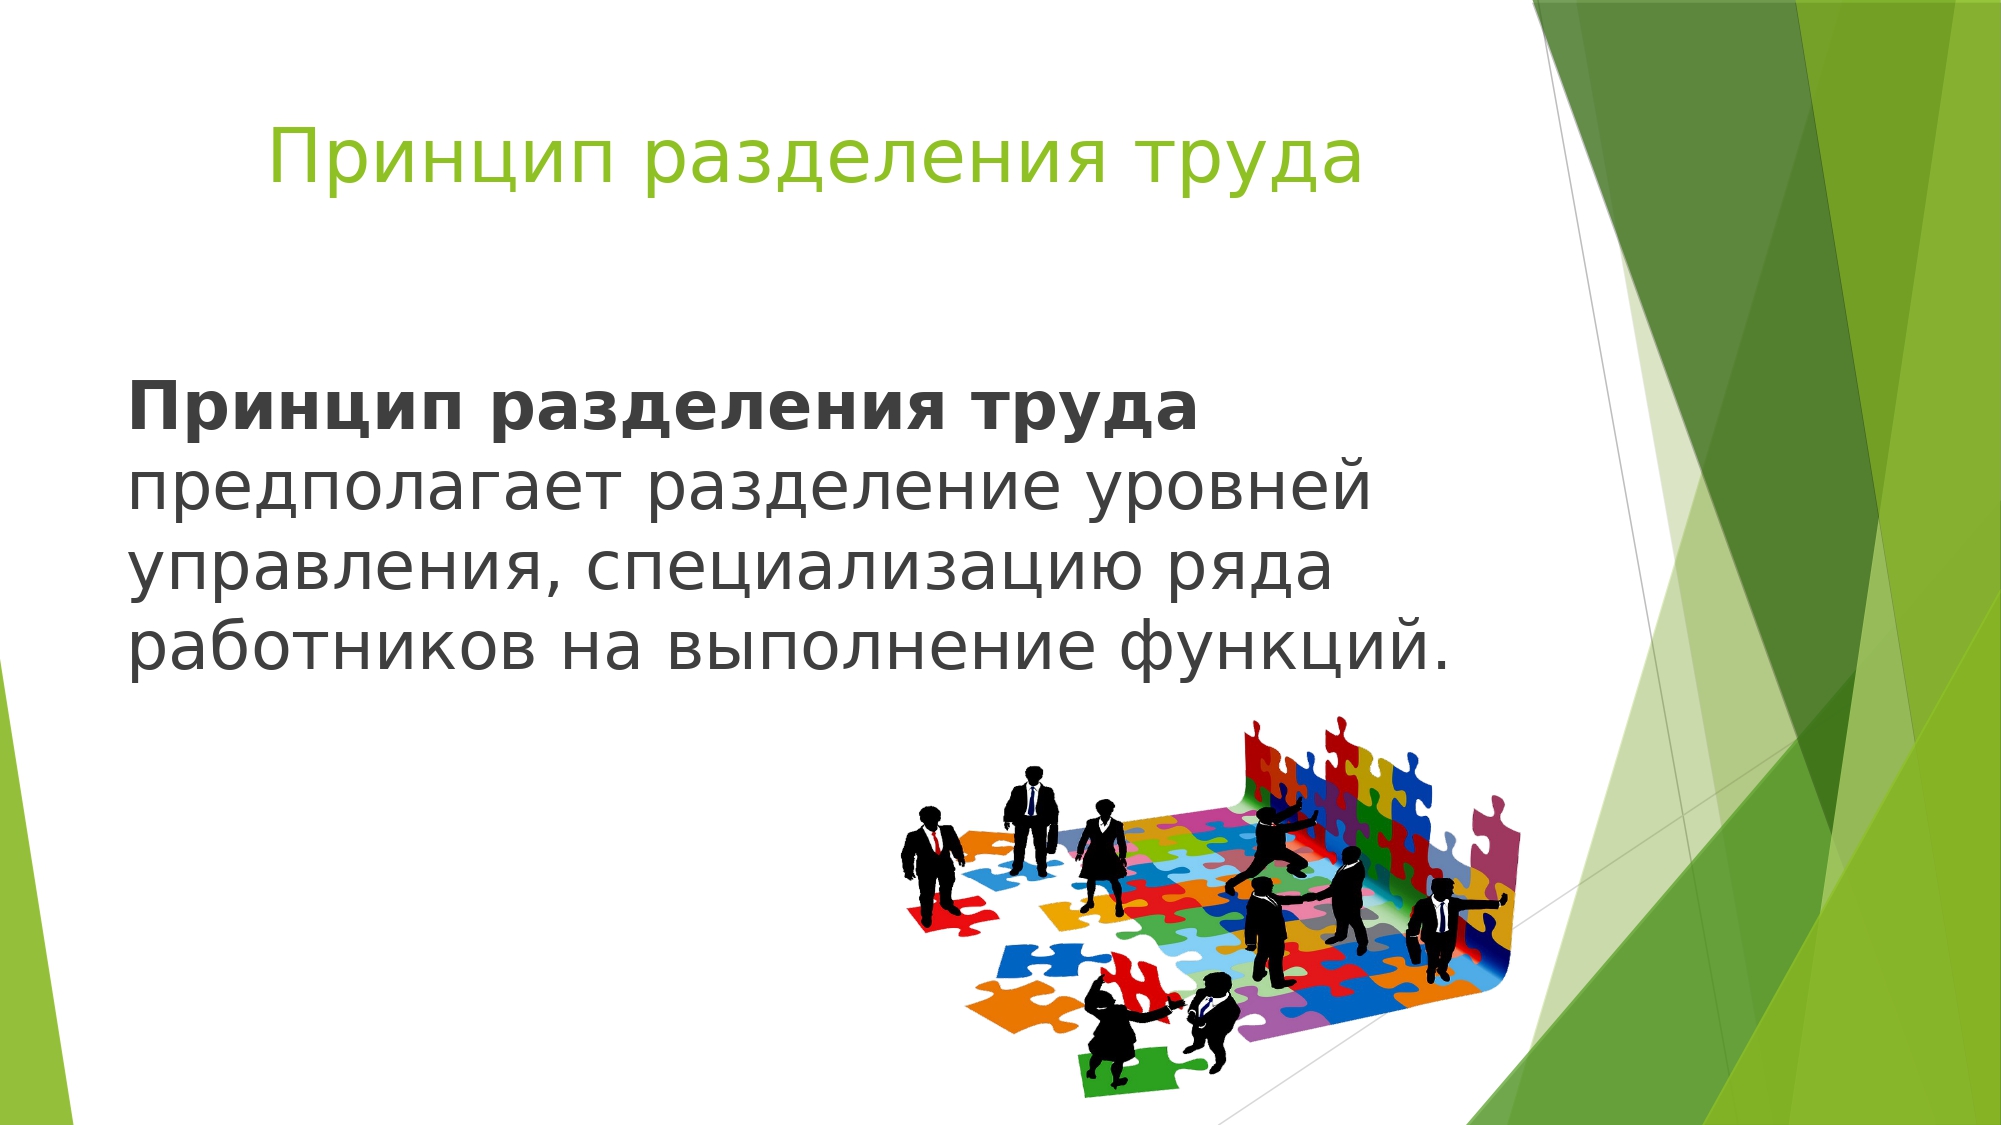 Принцип разделения труда
Принцип разделения труда
предполагает разделение уровней
управления, специализацию ряда
работников на выполнение функций.